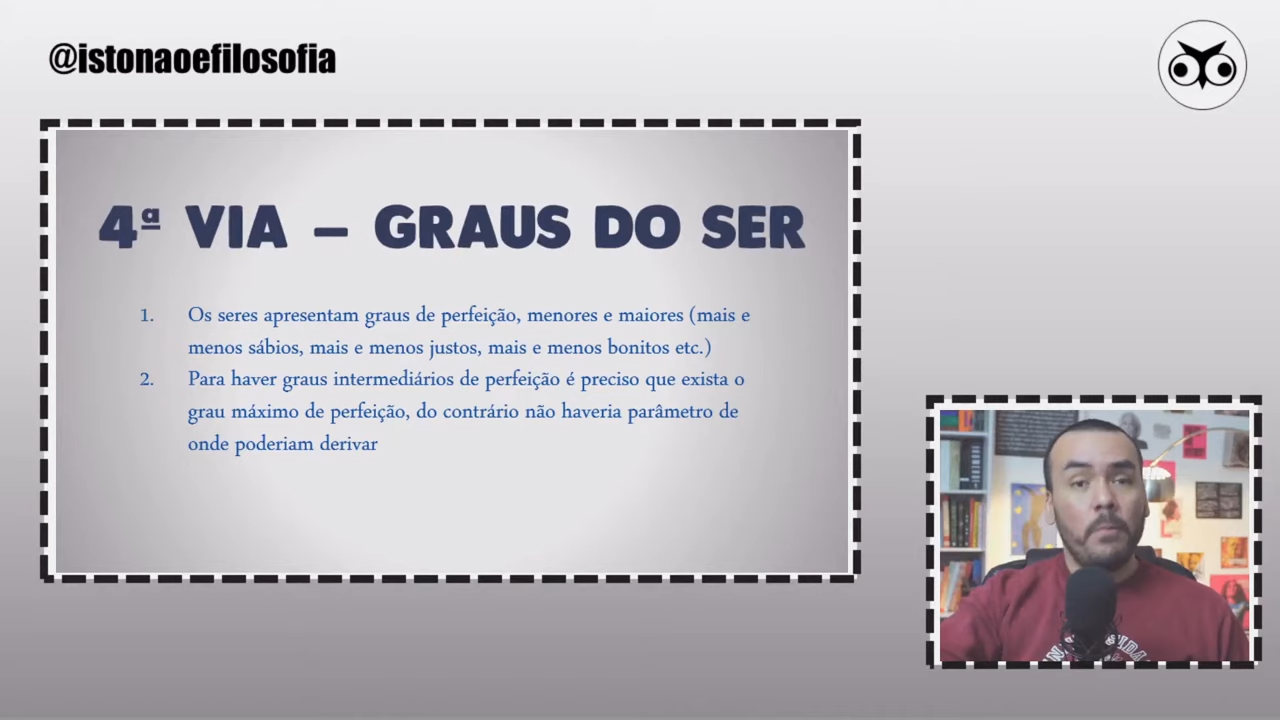 @istonaoefilosofia
4ª VIA – GRAUS DO SER
1. Os seres apresentam graus de perfeição, menores e maiores (mais e
menos sábios, mais e menos justos, mais e menos bonitos etc.)
2. Para haver graus intermediários de perfeição é preciso que exista o
grau máximo de perfeição, do contrário não haveria parâmetro de
onde poderiam derivar